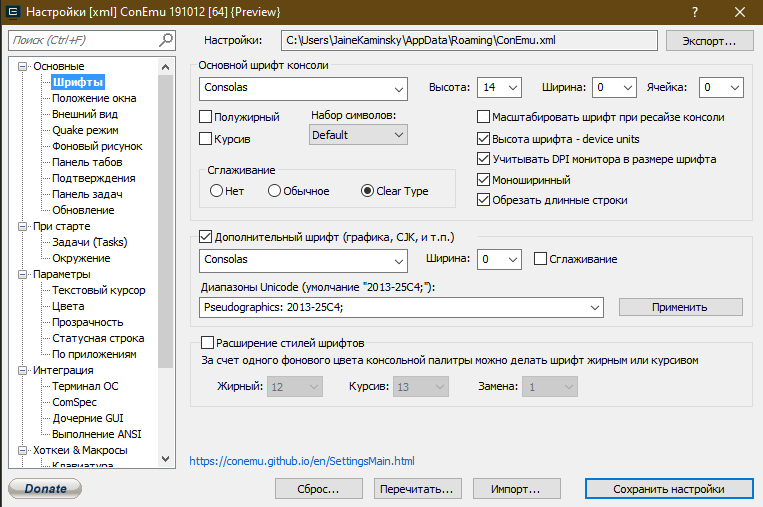 Настройки [xml] ConEmu 191012 [64] {Preview}
Поиск (Ctrl+F)
Настройки: C:\Users\JaineKaminsky\AppData\Roaming\ConEmu.xml Экспорт...
Основные
Шрифты
Положение окна
Внешний вид
Quake режим
Фоновый рисунок
Панель табов
Подтверждения
Панель задач
Обновление
При старте
Задачи (Tasks)
Окружение
Параметры
Текстовый курсор
Цвета
Прозрачность
Статусная строка
По приложениям
Интеграция
Терминал ОС
ComSpec
Дочерние GUI
Выполнение ANSI
Хоткеи & Макросы
Клавиатура
Основной шрифт консоли
Consolas Высота: 14 Ширина: 0 Ячейка: 0
Полужирный Набор символов: Масштабировать шрифт при ресайзе консоли
Курсив Default Высота шрифта - device units
Учитывать DPI монитора в размере шрифта
Сглаживание Моноширинный
Нет Обычное Clear Type Обрезать длинные строки
Дополнительный шрифт (графика, CJK, и т.п.)
Consolas Ширина: 0 Сглаживание
Диапазоны Unicode (умолчание "2013-25C4;"):
Pseudographics: 2013-25C4; Применить
Расширение стилей шрифтов
За счет одного фонового цвета консольной палитры можно делать шрифт жирным или курсивом
Жирный: 12 Курсив: 13 Замена: 1
https://conemu.github.io/en/SettingsMain.html
Donate Сброс... Перечитать... Импорт... Сохранить настройки